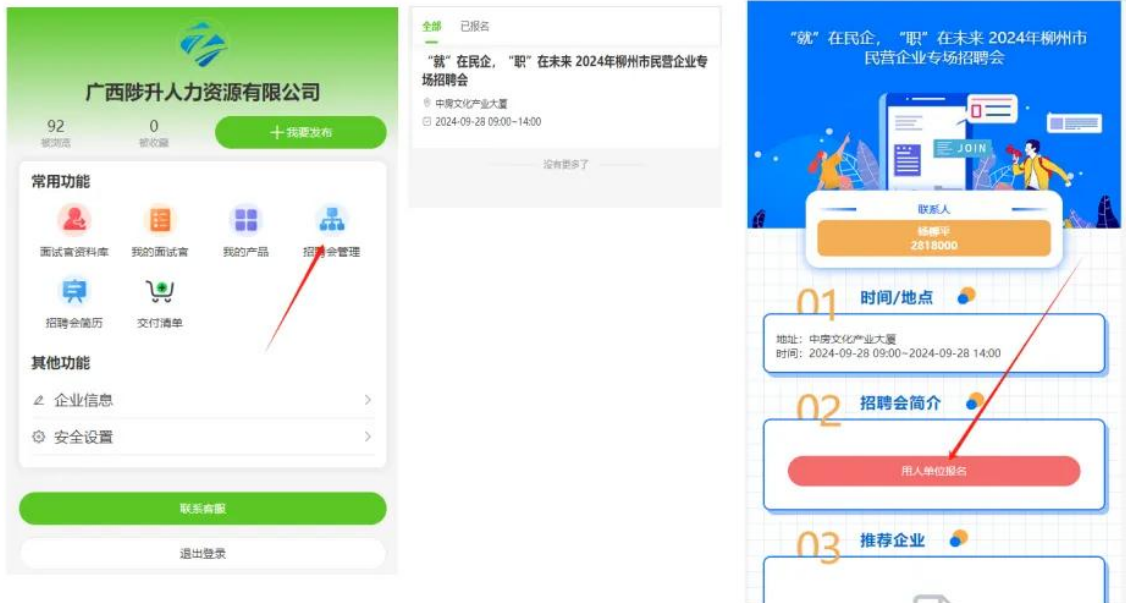 广西陟升人力资源有限公司
92
0
被浏览
被收藏
＋我要发布
常用功能
面试官资料库
我的面试官
我的产品
招聘会管理
招聘会简历
交付清单
其他功能
企业信息
安全设置
联系客服
退出登录
全部
已报名
“就”在民企，“职”在未来 2024年柳州市民营企业专
场招聘会
中房文化产业大厦
2024-09-28 09:00~14:00
没有更多了
“就”在民企，“职”在未来 2024年柳州市
民营企业专场招聘会
JOIN
联系人
杨柳平
2818000
01 时间/地点
地址：中房文化产业大厦
时间：2024-09-28 09:00~2024-09-28 14:00
02 招聘会简介
用人单位报名
03 推荐企业